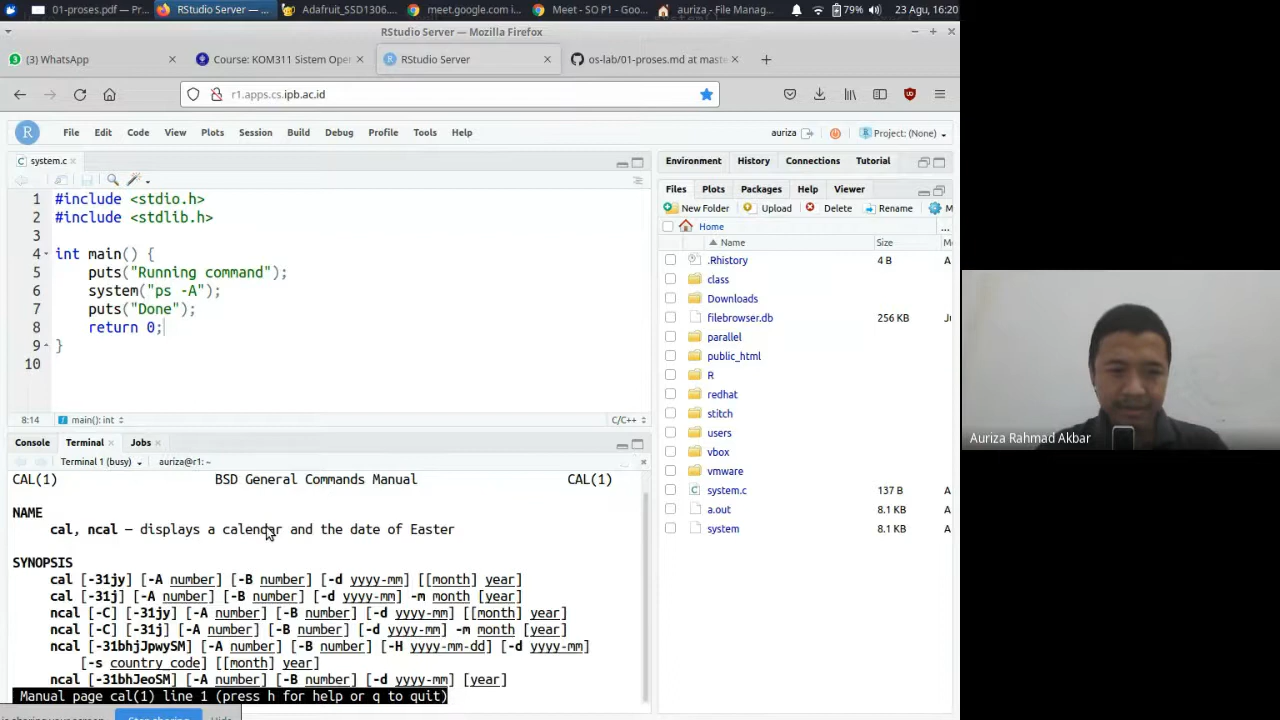 01-proses.pdf — Pr...
RStudio Server — ...
Adafruit_SSD1306...
meet.google.com i...
Meet - SO P1 - Goo...
auriza - File Manag...
79%
23 Agu, 16:20
RStudio Server — Mozilla Firefox
(3) WhatsApp
Course: KOM311 Sistem Ope
RStudio Server
os-lab/01-proses.md at mast
r1.apps.cs.ipb.ac.id
File Edit Code View Plots Session Build Debug Profile Tools Help
auriza
Project: (None)
system.c
1 #include <stdio.h>
2 #include <stdlib.h>
3
4 int main() {
5 puts("Running command");
6 system("ps -A");
7 puts("Done");
8 return 0;
9 }
10
8:14 main(): int C/C++
Environment History Connections Tutorial
Files Plots Packages Help Viewer
New Folder Upload Delete Rename M
Home ...
Name Size M
.Rhistory 4 B A
class
Downloads
filebrowser.db 256 KB
parallel
public_html
R
redhat
stitch
users
vbox
vmware
system.c 137 B A
a.out 8.1 KB A
system 8.1 KB A
Console Terminal Jobs
Terminal 1 (busy) auriza@r1: ~
CAL(1) BSD General Commands Manual CAL(1)
NAME
cal, ncal — displays a calendar and the date of Easter
SYNOPSIS
cal [-31jy] [-A number] [-B number] [-d yyyy-mm] [[month] year]
cal [-31j] [-A number] [-B number] [-d yyyy-mm] -m month [year]
ncal [-C] [-31jy] [-A number] [-B number] [-d yyyy-mm] [[month] year]
ncal [-C] [-31j] [-A number] [-B number] [-d yyyy-mm] -m month [year]
ncal [-31bhjJpwySM] [-A number] [-B number] [-H yyyy-mm-dd] [-d yyyy-mm]
[-s country_code] [[month] year]
ncal [-31bhJeoSM] [-A number] [-B number] [-d yyyy-mm] [year]
Manual page cal(1) line 1 (press h for help or q to quit)
Auriza Rahmad Akbar